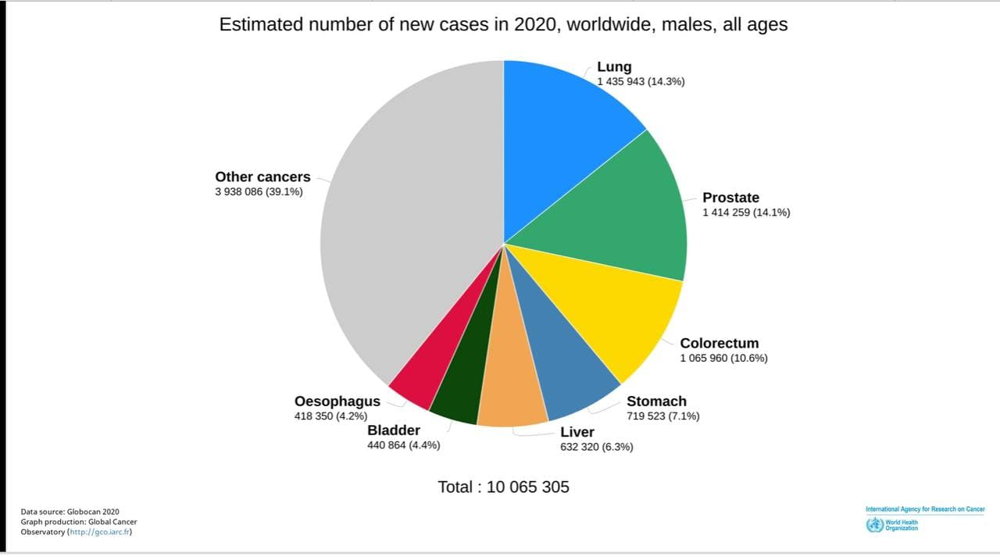 Estimated number of new cases in 2020, worldwide, males, all ages
Lung
1 435 943 (14.3%)
Other cancers
3 938 086 (39.1%)
Prostate
1 414 259 (14.1%)
Colorectum
1 065 960 (10.6%)
Stomach
719 523 (7.1%)
Liver
632 320 (6.3%)
Bladder
440 864 (4.4%)
Oesophagus
418 350 (4.2%)
Total : 10 065 305
Data source: Globocan 2020
Graph production: Global Cancer
Observatory (http://gco.iarc.fr)
International Agency for Research on Cancer
World Health
Organization